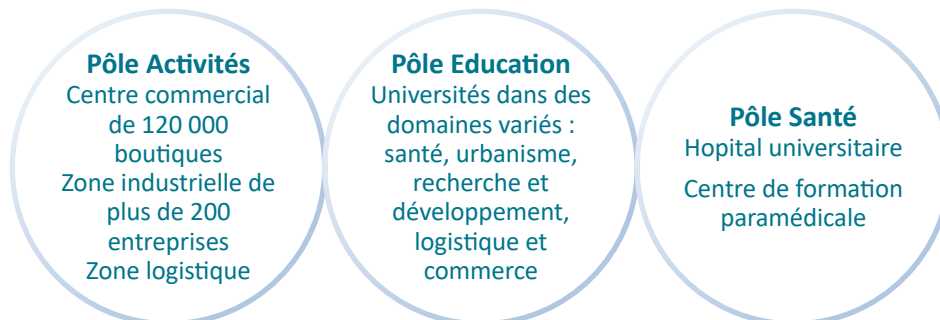 Pôle Activités
Centre commercial
de 120 000
boutiques
Zone industrielle de
plus de 200
entreprises
Zone logistique
Pôle Education
Universités dans des
domaines variés :
santé, urbanisme,
recherche et
développement,
logistique et
commerce
Pôle Santé
Hopital universitaire
Centre de formation
paramédicale